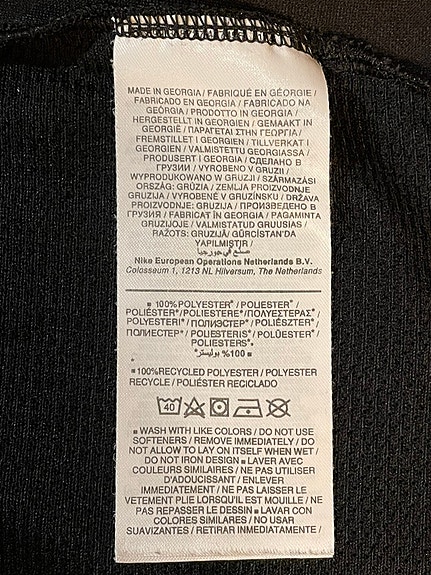 MADE IN GEORGIA / FABRIQUÉ EN GÉORGIE /
FABRICADO EN GEORGIA / FABRICADO NA
GEÓRGIA / PRODOTTO IN GEORGIA /
HERGESTELLT IN GEORGIEN / GEMAAKT IN
GEORGIË / ΠΑΡΑΓΕΤΑΙ ΣΤΗΝ ΓΕΩΡΓΙΑ /
FREMSTILLET I GEORGIEN / TILLVERKAT I
GEORGIEN / VALMISTETTU GEORGIASSA /
PRODUSERT I GEORGIA / СДЕЛАНО В
ГРУЗИИ / VYROBENO V GRUZII /
WYPRODUKOWANO W GRUZJI / SZÁRMAZÁSI
ORSZÁG: GRÚZIA / ZEMLJA PROIZVODNJE
GRUZIJA / VYROBENÉ V GRUZÍNSKU / DRŽAVA
PROIZVODNJE: GRUZIJA / ПРОИЗВЕДЕНО В
ГРУЗИЯ / FABRICAT ÎN GEORGIA / PAGAMINTA
GRUZIJOJE / VALMISTATUD GRUUSIAS /
RAŽOTS: GRUZIJĀ/ GÜRCİSTAN'DA
YAPILMIŞTIR /
صنع في جورجيا
Nike European Operations Netherlands B.V.
Colosseum 1, 1213 NL Hilversum, The Netherlands
■ 100%POLYESTER* / POLIESTER* /
POLIÉSTER*/POLIESTERE*/ΠΟΛΥΕΣΤΕΡΑΣ* /
POLYESTERI* / ПОЛИЭСТЕР* / POLIÉSZTER* /
ПОЛИЕСТЕР* / POLIESTERIS* / POLÜESTER* /
POLIESTERS*▪
■ 100% بوليستر*
*100%RECYCLED POLYESTER / POLYESTER
RECYCLE / POLIÉSTER RECICLADO
40
■ WASH WITH LIKE COLORS / DO NOT USE
SOFTENERS / REMOVE IMMEDIATELY / DO
NOT ALLOW TO LAY ON ITSELF WHEN WET /
DO NOT IRON DESIGN ■ LAVER AVEC
COULEURS SIMILAIRES / NE PAS UTILISER
D'ADOUCISSANT / ENLEVER
IMMÉDIATEMENT / NE PAS LAISSER LE
VETEMENT PLIE LORSQU'IL EST MOUILLE / NE
PAS REPASSER LE DESSIN ■ LAVAR CON
COLORES SIMILARES / NO USAR
SUAVIZANTES / RETIRAR INMEDIATAMENTE /